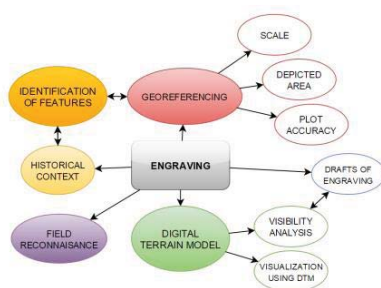 SCALE
IDENTIFICATION
OF FEATURES
GEOREFERENCING
DEPICTED
AREA
PLOT
ACCURACY
HISTORICAL
CONTEXT
ENGRAVING
DRAFTS OF
ENGRAVING
FIELD
RECONNAISANCE
DIGITAL
TERRAIN MODEL
VISIBILITY
ANALYSIS
VISUALIZATION
USING DTM